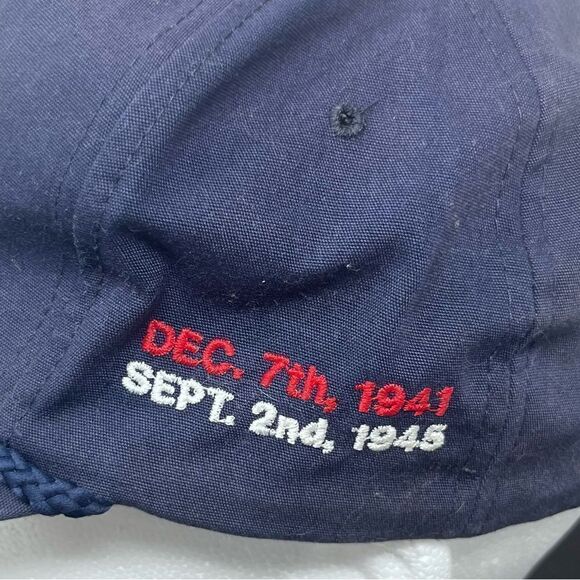 DEC. 7th, 1941
SEPT. 2nd, 1945